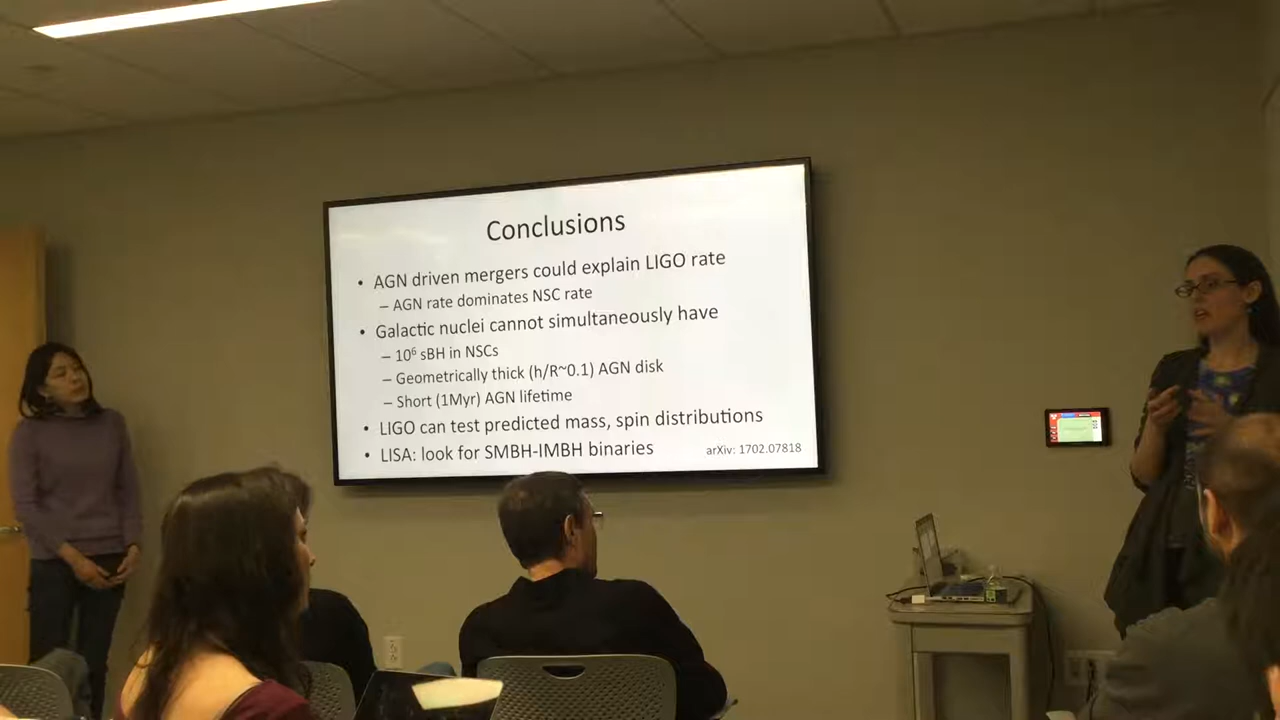 Conclusions
• AGN driven mergers could explain LIGO rate
– AGN rate dominates NSC rate
• Galactic nuclei cannot simultaneously have
– 10⁶ sBH in NSCs
– Geometrically thick (h/R~0.1) AGN disk
– Short (1Myr) AGN lifetime
• LIGO can test predicted mass, spin distributions
• LISA: look for SMBH-IMBH binaries
arXiv: 1702.07818